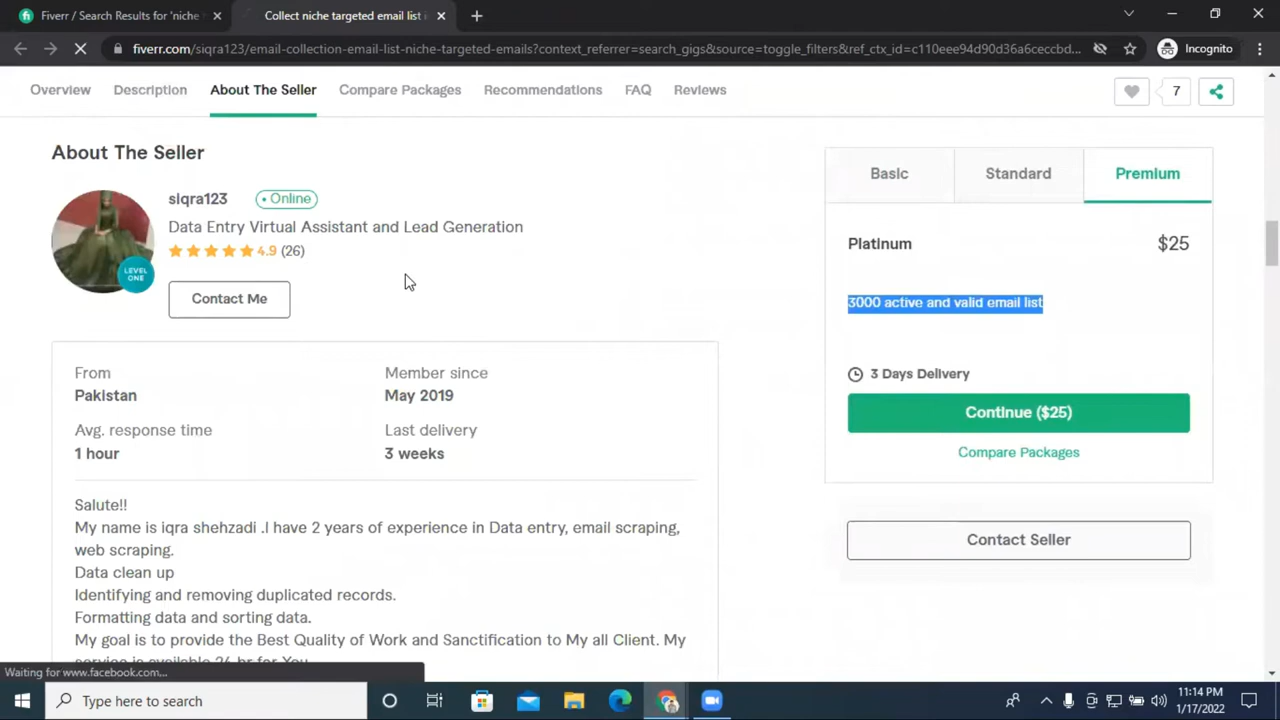 Fiverr / Search Results for 'niche
Collect niche targeted email list i
fiverr.com/siqra123/email-collection-email-list-niche-targeted-emails?context_referrer=search_gigs&source=toggle_filters&ref_ctx_id=c110eee94d90d36a6ceccbd...
Incognito
Overview
Description
About The Seller
Compare Packages
Recommendations
FAQ
Reviews
7
About The Seller
siqra123
• Online
Data Entry Virtual Assistant and Lead Generation
4.9 (26)
LEVEL
ONE
Contact Me
From
Pakistan
Member since
May 2019
Avg. response time
1 hour
Last delivery
3 weeks
Salute!!
My name is iqra shehzadi .I have 2 years of experience in Data entry, email scraping,
web scraping.
Data clean up
Identifying and removing duplicated records.
Formatting data and sorting data.
My goal is to provide the Best Quality of Work and Sanctification to My all Client. My
service is available 24 hr for You
Basic
Standard
Premium
Platinum
$25
3000 active and valid email list
3 Days Delivery
Continue ($25)
Compare Packages
Contact Seller
Waiting for www.facebook.com...
Type here to search
11:14 PM
1/17/2022